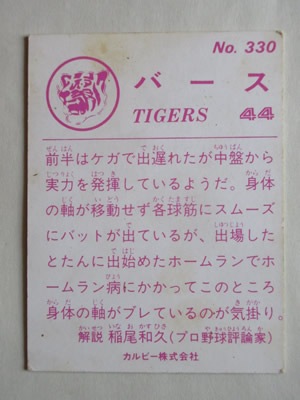 No. 330
バース
TIGERS 44
前半はケガで出遅れたが中盤から
実力を発揮しているようだ。身体
の軸が移動せず各球筋にスムーズ
にバットが出ているが、出場した
とたんに出始めたホームランでホ
ームラン病にかかってこのところ
身体の軸がブレているのが気掛り。
解説 稲尾和久(プロ野球評論家)
カルビー株式会社